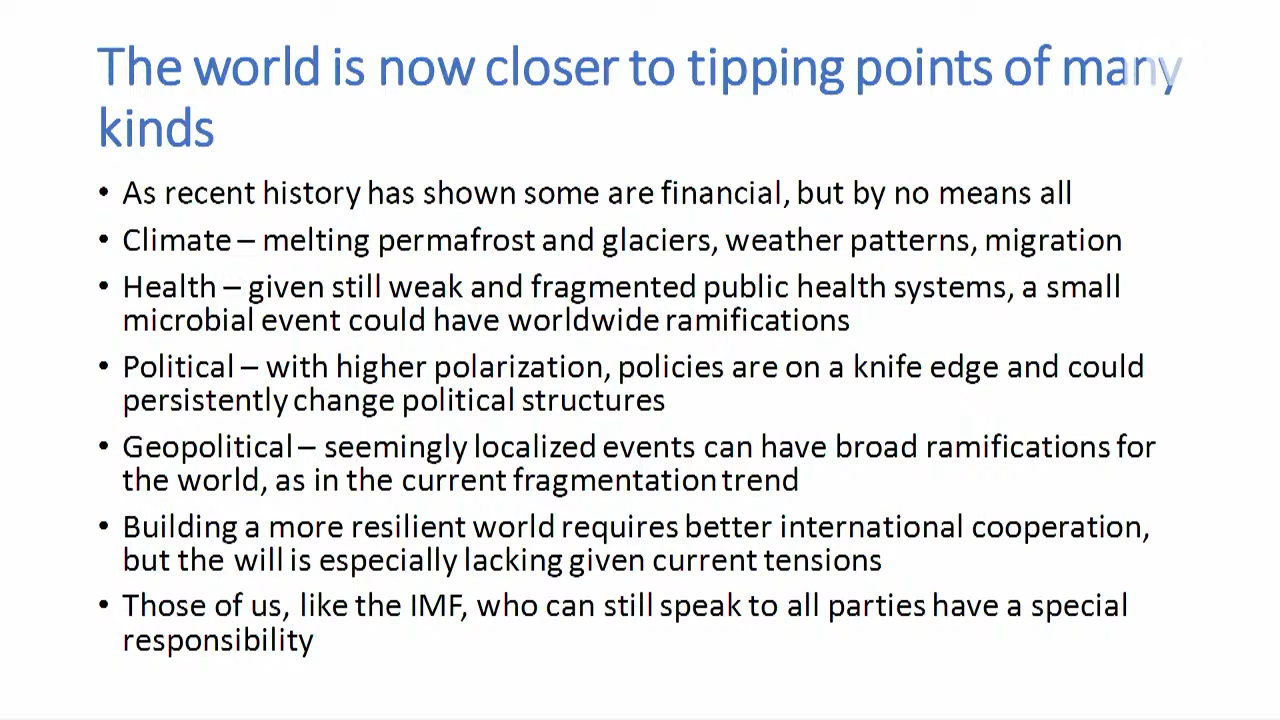 The world is now closer to tipping points of many
kinds
• As recent history has shown some are financial, but by no means all
• Climate – melting permafrost and glaciers, weather patterns, migration
• Health – given still weak and fragmented public health systems, a small
microbial event could have worldwide ramifications
• Political – with higher polarization, policies are on a knife edge and could
persistently change political structures
• Geopolitical – seemingly localized events can have broad ramifications for
the world, as in the current fragmentation trend
• Building a more resilient world requires better international cooperation,
but the will is especially lacking given current tensions
• Those of us, like the IMF, who can still speak to all parties have a special
responsibility